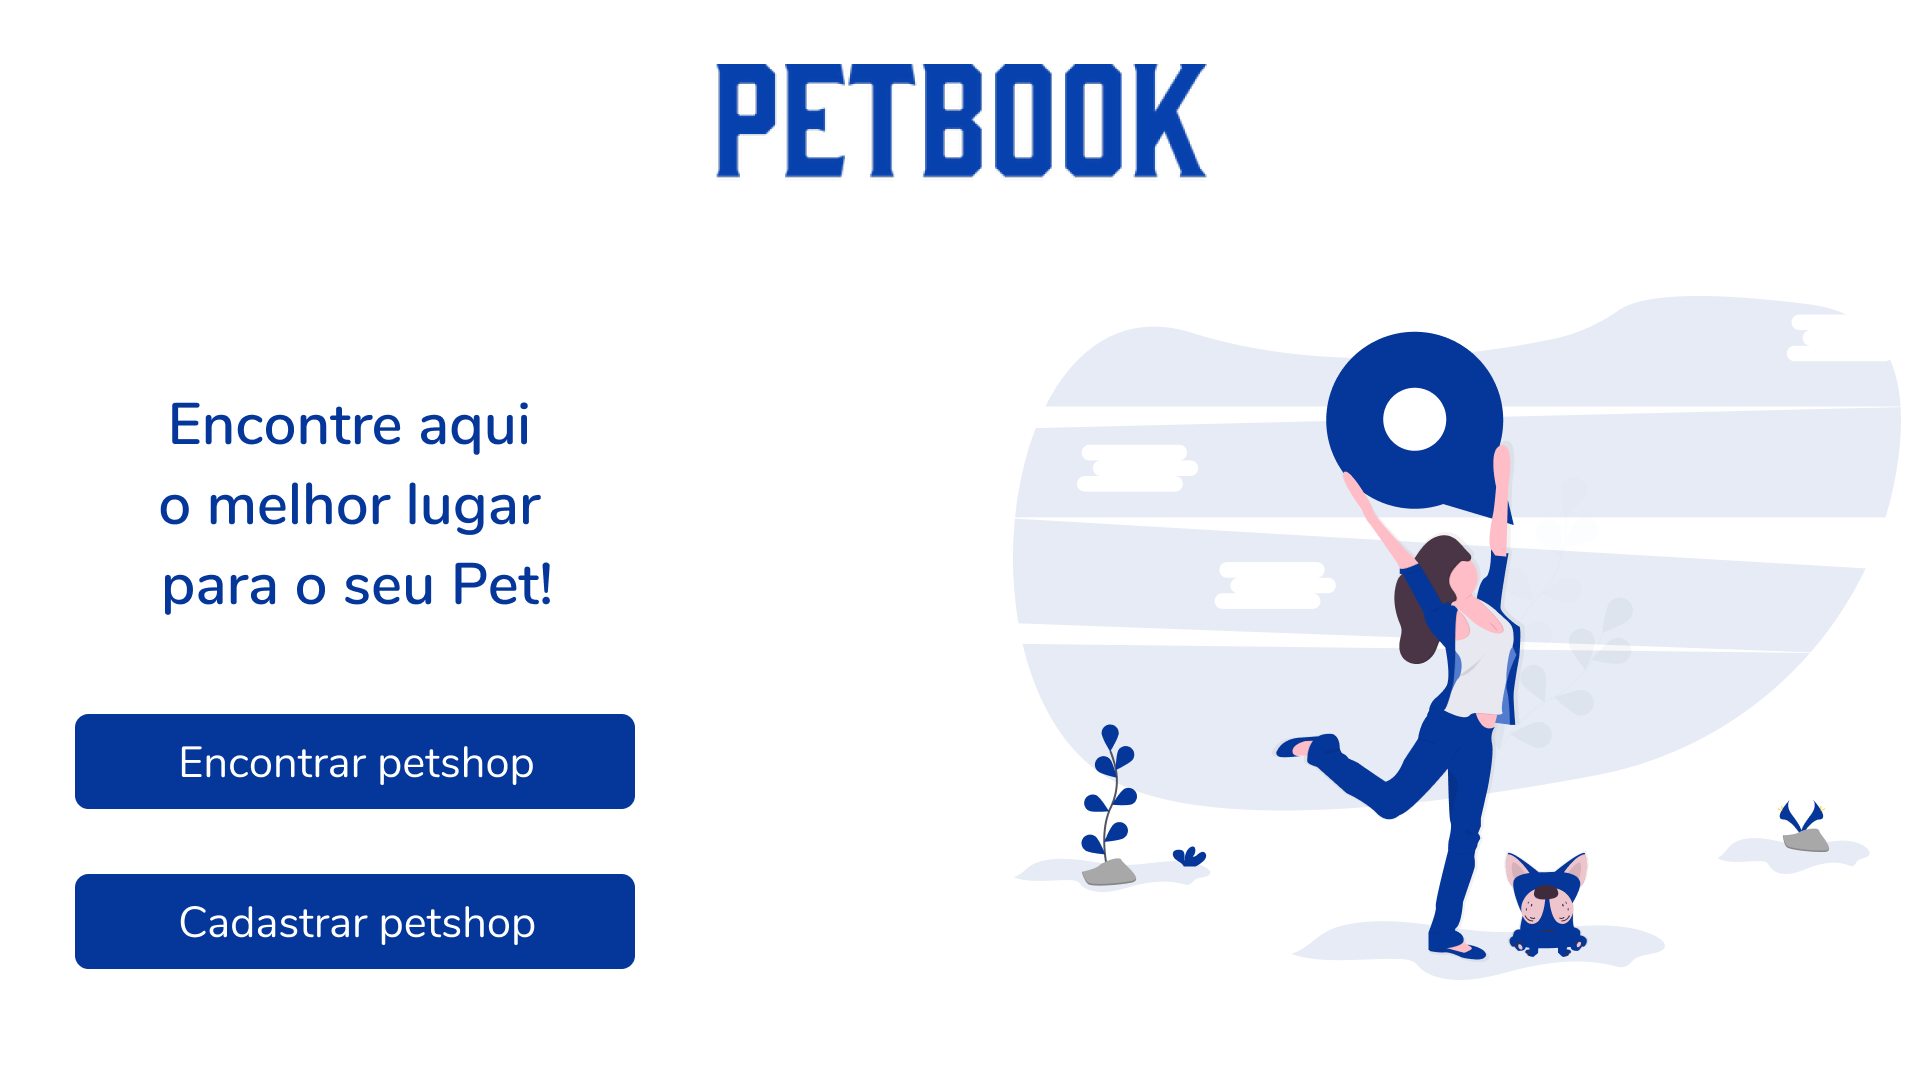 PETBOOK
Encontre aqui
o melhor lugar
para o seu Pet!
Encontrar petshop
Cadastrar petshop